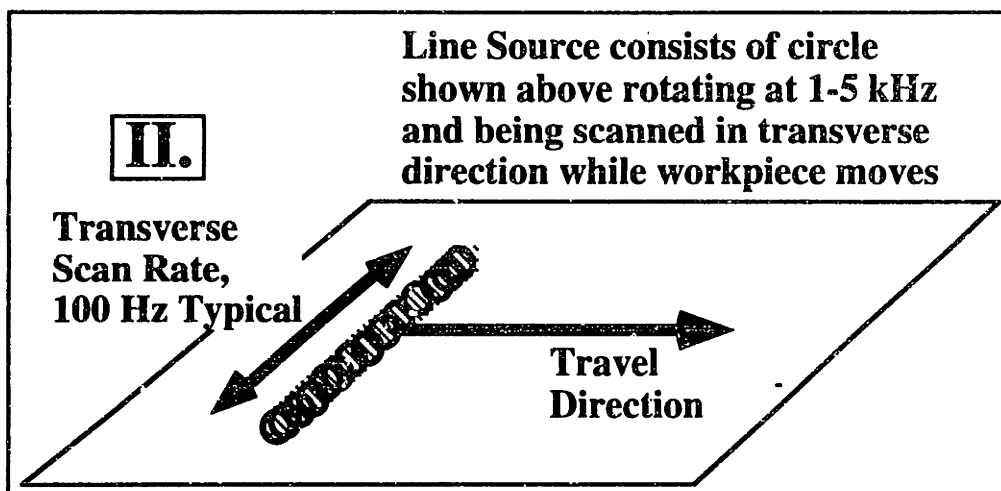 Line Source consists of circle
shown above rotating at 1-5 kHz
and being scanned in transverse
direction while workpiece moves
II.
Transverse
Scan Rate,
100 Hz Typical
Travel
Direction